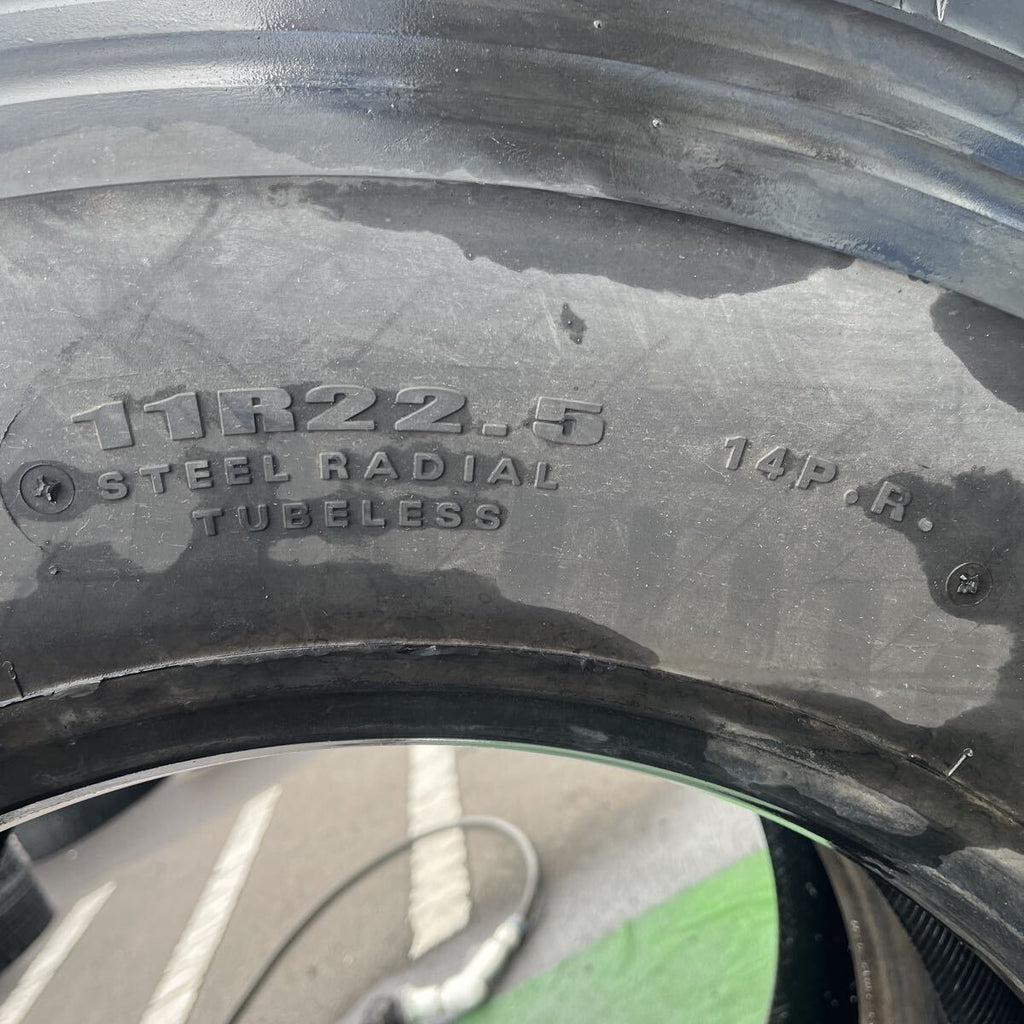 11R22.5
STEEL RADIAL
TUBELESS
14P.R.